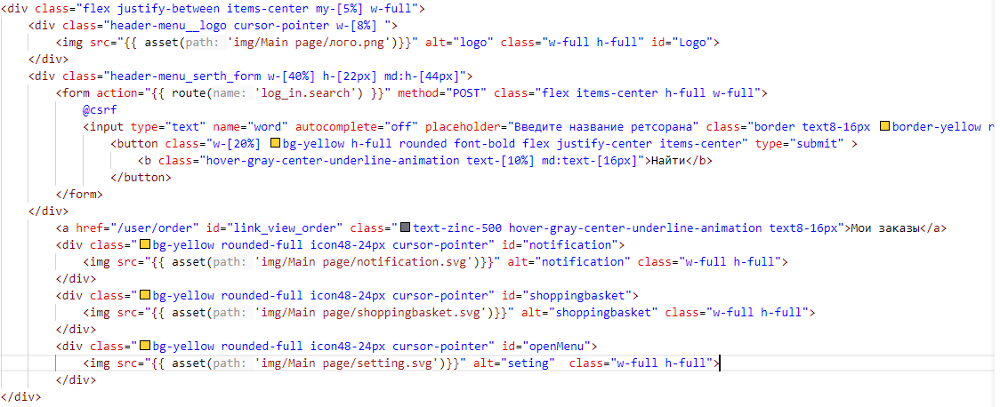 <div class="flex justify-between items-center my-[5%] w-full">
<div class="header-menu__logo cursor-pointer w-[8%] ">
<img src="{{ asset(path: 'img/Main page/лого.png')}}" alt="logo" class="w-full h-full" id="Logo">
</div>
<div class="header-menu_serth_form w-[40%] h-[22px] md:h-[44px]">
<form action="{{ route(name: 'log_in.search') }}" method="POST" class="flex items-center h-full w-full">
@csrf
<input type="text" name="word" autocomplete="off" placeholder="Введите название ретсорана" class="border text8-16px border-yellow r
<button class="w-[20%] bg-yellow h-full rounded font-bold flex justify-center items-center" type="submit" >
<b class="hover-gray-center-underline-animation text-[10%] md:text-[16px]">Найти</b>
</button>
</form>
</div>
<a href="/user/order" id="link_view_order" class="text-zinc-500 hover-gray-center-underline-animation text8-16px">Мои заказы</a>
<div class="bg-yellow rounded-full icon48-24px cursor-pointer" id="notification">
<img src="{{ asset(path: 'img/Main page/notification.svg')}}" alt="notification" class="w-full h-full">
</div>
<div class="bg-yellow rounded-full icon48-24px cursor-pointer" id="shoppingbasket">
<img src="{{ asset(path: 'img/Main page/shoppingbasket.svg')}}" alt="shoppingbasket" class="w-full h-full">
</div>
<div class="bg-yellow rounded-full icon48-24px cursor-pointer" id="openMenu">
<img src="{{ asset(path: 'img/Main page/setting.svg')}}" alt="seting"  class="w-full h-full">
</div>
</div>